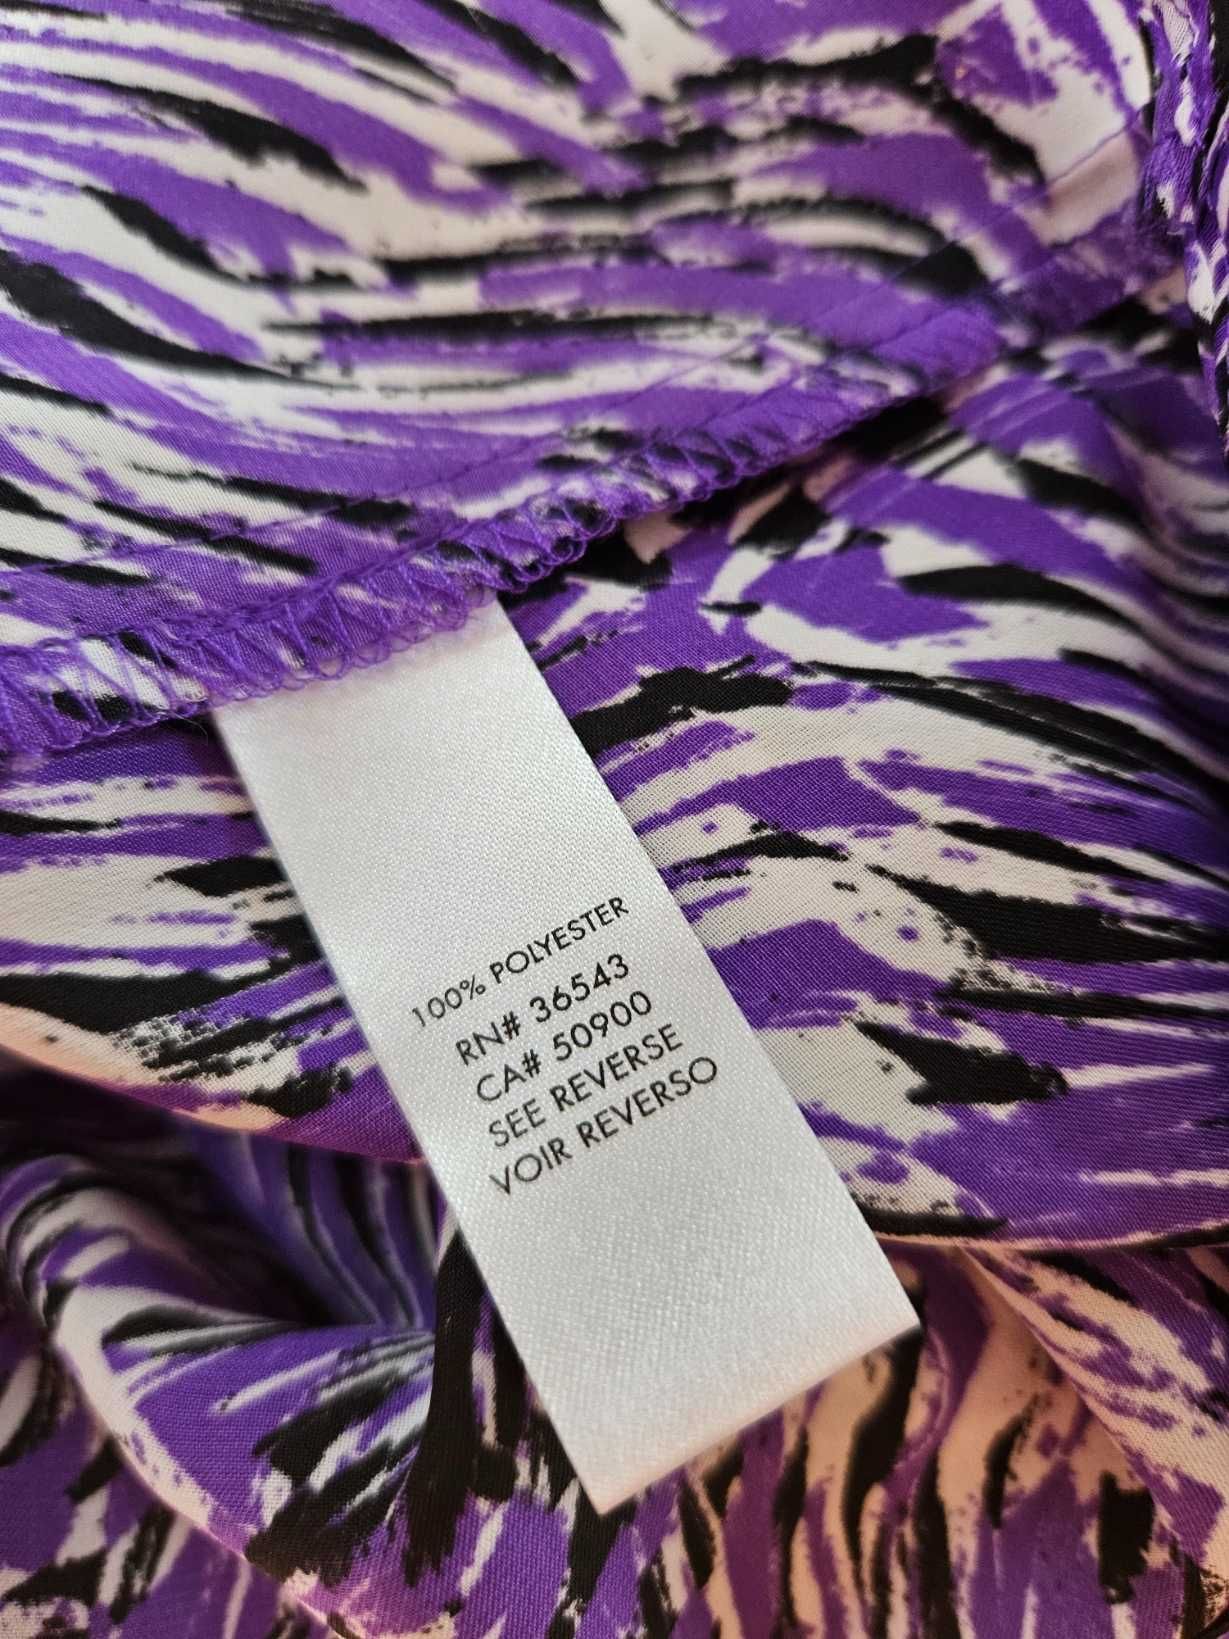 100% POLYESTER
RN# 36543
CA# 50900
SEE REVERSE
VOIR REVERSO